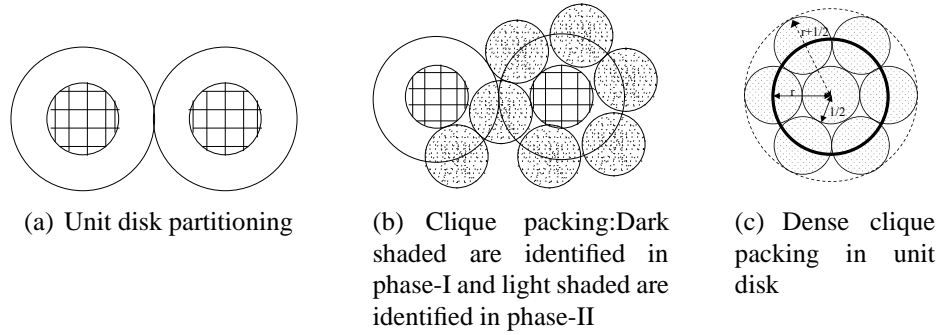 r+1/2
r
1/2
(a) Unit disk partitioning
(b) Clique packing:Dark
shaded are identified in
phase-I and light shaded are
identified in phase-II
(c) Dense clique
packing in unit
disk